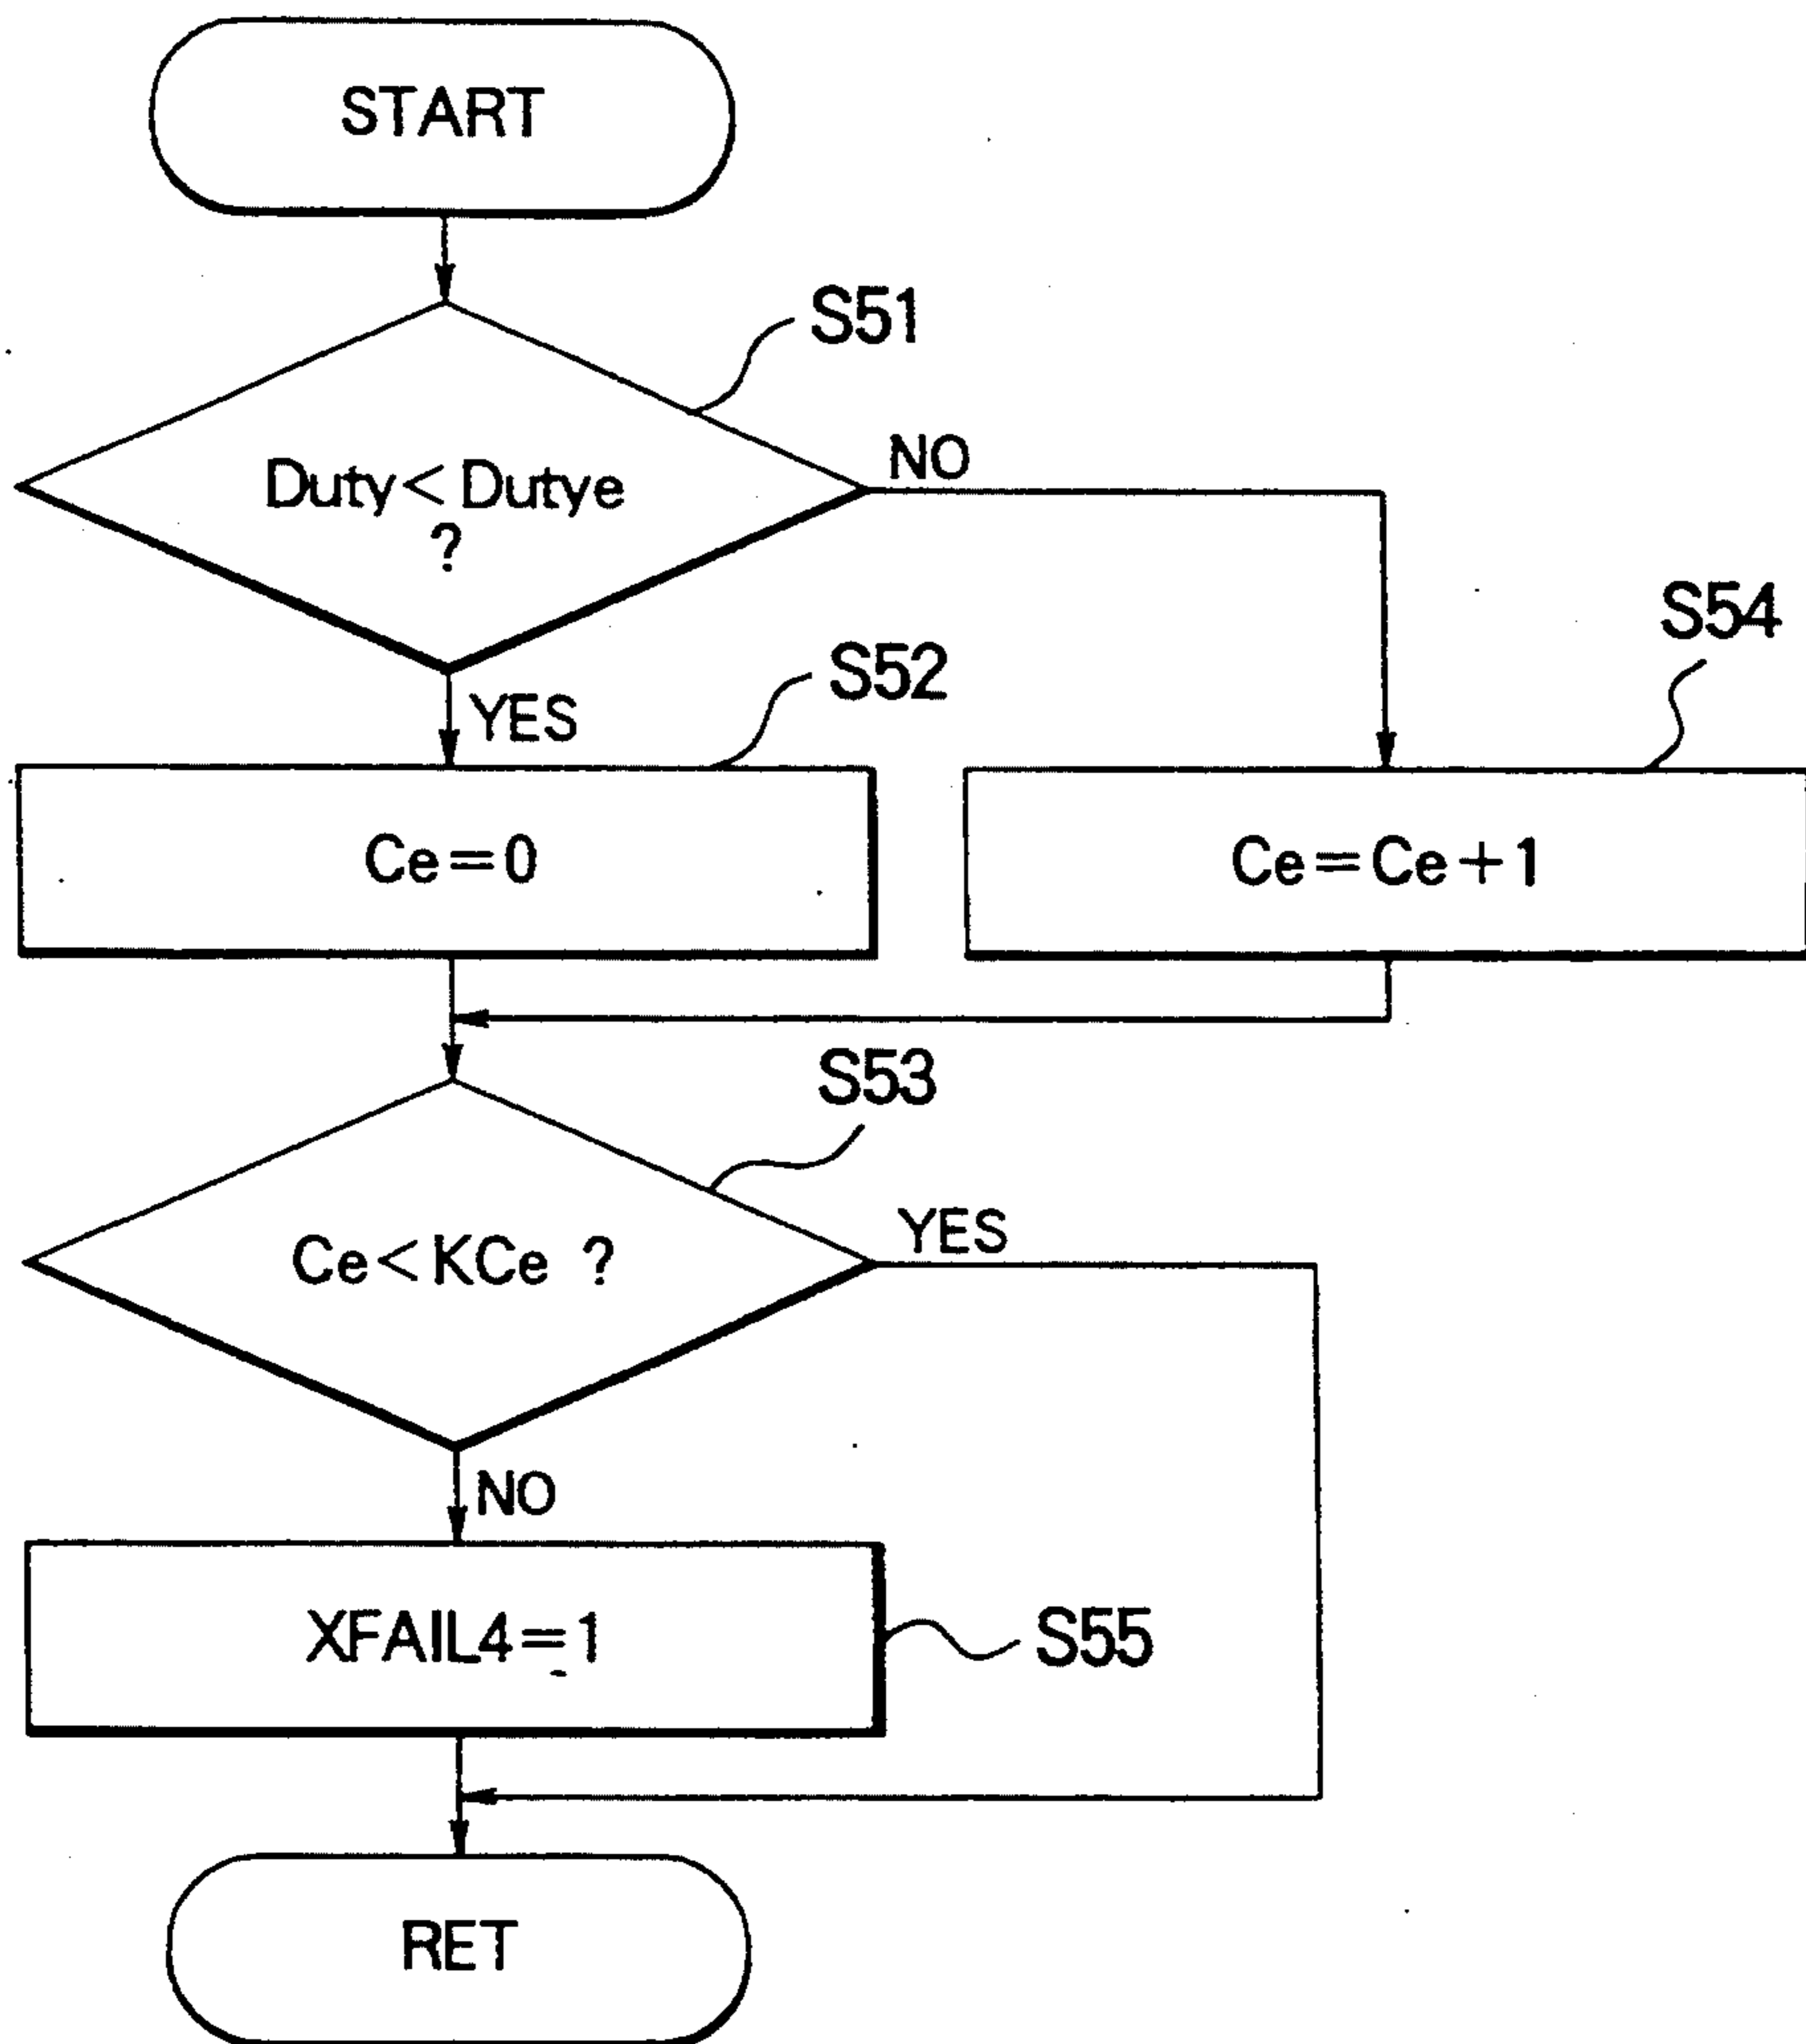 START
S51
Duty<Dutye
?
NO
S54
S52
YES
Ce=0
Ce=Ce+1
S53
Ce<KCe ?
YES
NO
XFAIL4=1
S55
RET